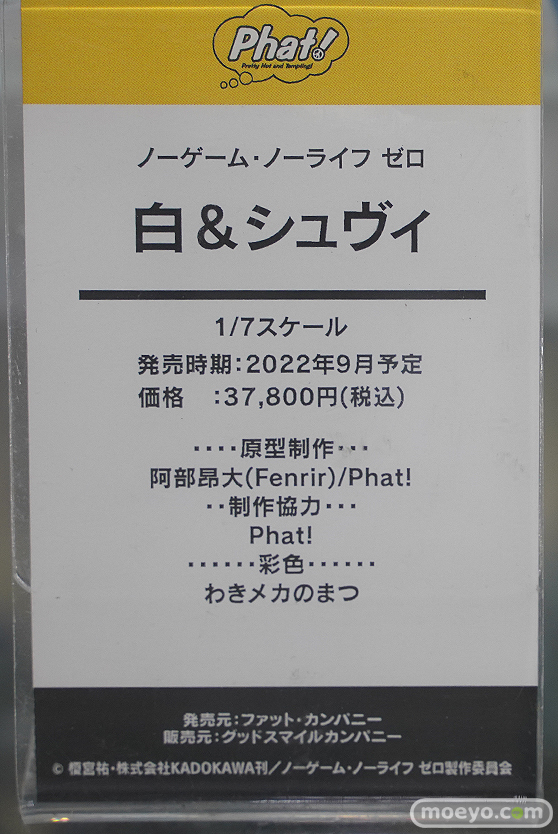 Phat!
Pretty Hot and Tempting!
ノーゲーム・ノーライフ ゼロ
白＆シュヴィ
1/7スケール
発売時期:2022年9月予定
価格　:37,800円(税込)
････原型制作･･･
阿部昂大(Fenrir)/Phat!
･･制作協力･･･
Phat!
･･････彩色･･････
わきメカのまつ
発売元:ファット・カンパニー
販売元:グッドスマイルカンパニー
© 榎宮祐・株式会社KADOKAWA刊／ノーゲーム・ノーライフ ゼロ製作委員会
moeyo.com